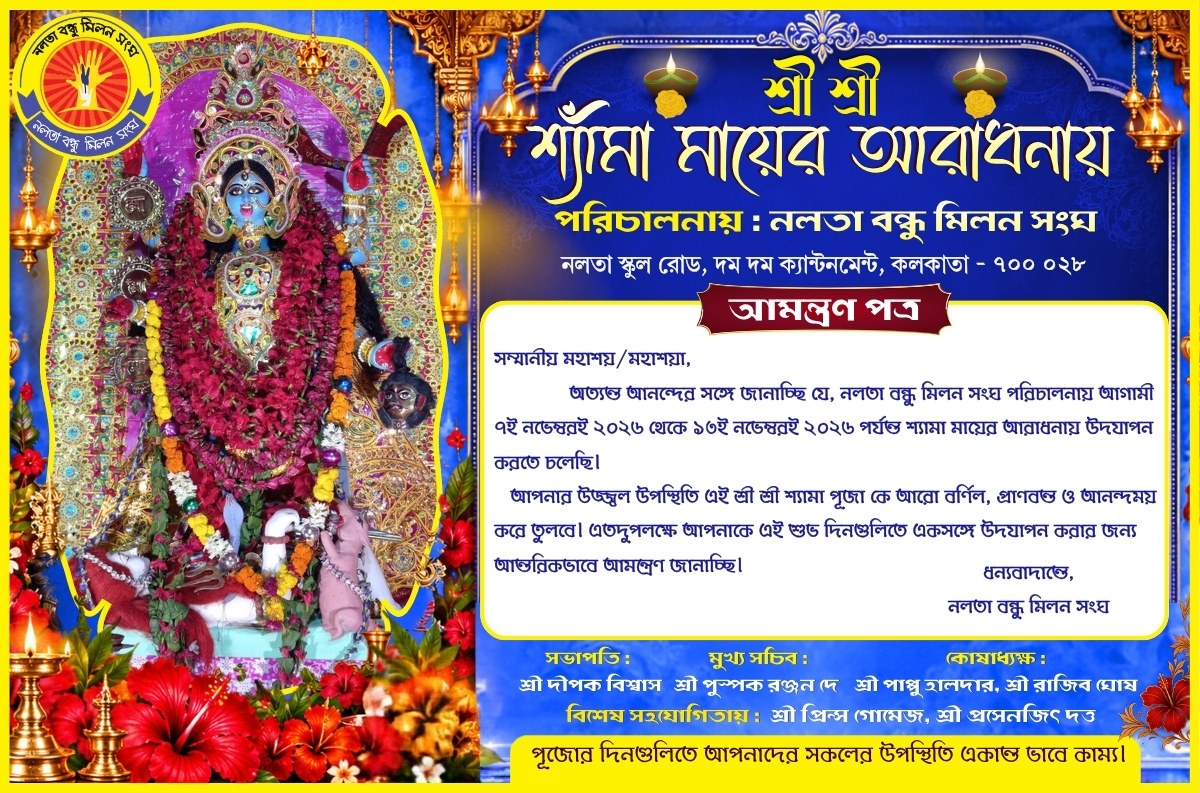 নলতা বন্ধু মিলন সংঘ
নলতা বন্ধু মিলন সংঘ
শ্রী শ্রী
শ্যাঁমা মায়ের আরাধনায়
পরিচালনায় : নলতা বন্ধু মিলন সংঘ
নলতা স্কুল রোড, দম দম ক্যান্টনমেন্ট, কলকাতা - ৭০০ ০২৮
আমন্ত্রণ পত্র
সম্মানীয় মহাশয়/মহাশয়া,
অত্যন্ত আনন্দের সঙ্গে জানাচ্ছি যে, নলতা বন্ধু মিলন সংঘ পরিচালনায় আগামী
৭ই নভেম্বরই ২০২৬ থেকে ১৩ই নভেম্বরই ২০২৬ পর্যন্ত শ্যামা মায়ের আরাধনায় উদযাপন
করতে চলেছি।
আপনার উজ্জ্বল উপস্থিতি এই শ্রী শ্রী শ্যামা পূজা কে আরো বর্ণিল, প্রাণবন্ত ও আনন্দময়
করে তুলবে। এতদুপলক্ষে আপনাকে এই শুভ দিনগুলিতে একসঙ্গে উদযাপন করার জন্য
আন্তরিকভাবে আমন্ত্রেণ জানাচ্ছি।
ধন্যবাদান্তে,
নলতা বন্ধু মিলন সংঘ
সভাপতি : মুখ্য সচিব : কোষাধ্যক্ষ :
শ্রী দীপক বিশ্বাস শ্রী পুস্পক রঞ্জন দে শ্রী পাপ্পু হালদার, শ্রী রাজিব ঘোষ
বিশেষ সহযোগিতায় : শ্রী প্রিন্স গোমেজ, শ্রী প্রসেনজিৎ দত্ত
পূজোর দিনগুলিতে আপনাদের সকলের উপস্থিতি একান্ত ভাবে কাম্য।